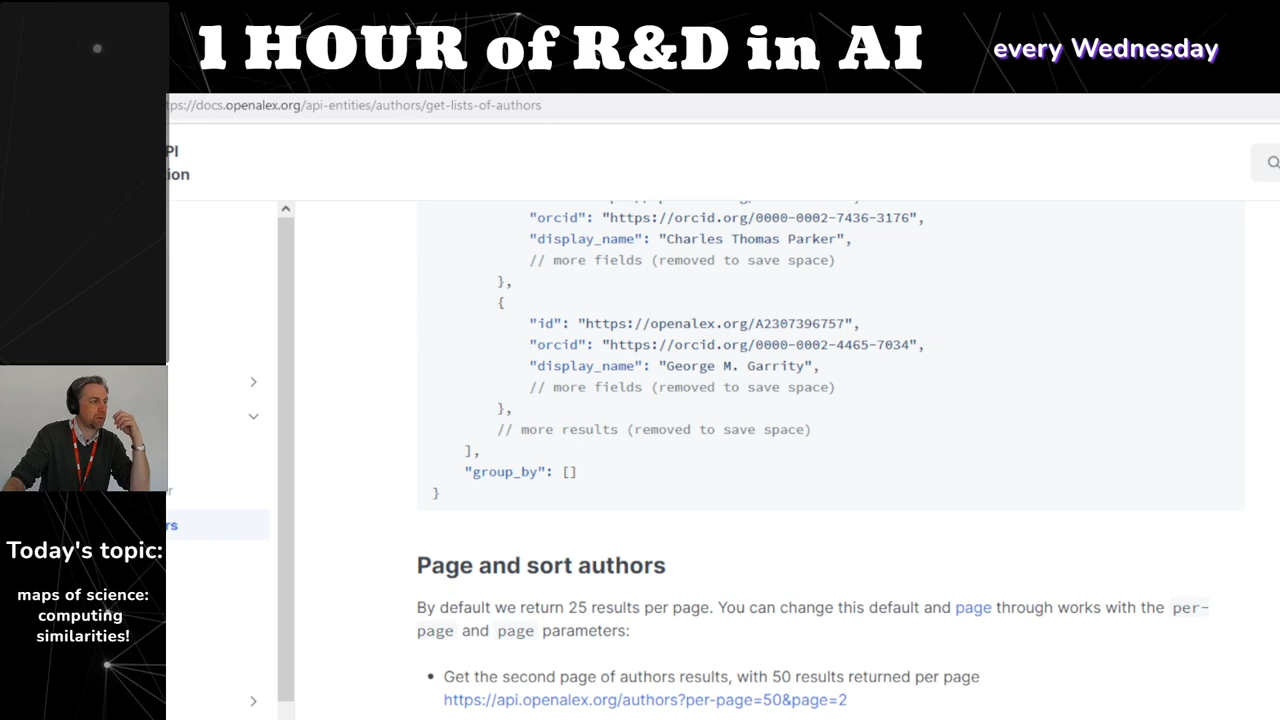 1 HOUR of R&D in AI
every Wednesday
ps://docs.openalex.org/api-entities/authors/get-lists-of-authors
PI
ion
"orcid": "https://orcid.org/0000-0002-7436-3176",
"display_name": "Charles Thomas Parker",
// more fields (removed to save space)
},
{
"id": "https://openalex.org/A2307396757",
"orcid": "https://orcid.org/0000-0002-4465-7034",
"display_name": "George M. Garrity",
// more fields (removed to save space)
},
// more results (removed to save space)
],
"group_by": []
}
r
rs
Page and sort authors
By default we return 25 results per page. You can change this default and page through works with the per-
page and page parameters:
• Get the second page of authors results, with 50 results returned per page
https://api.openalex.org/authors?per-page=50&page=2
Today's topic:
maps of science:
computing
similarities!